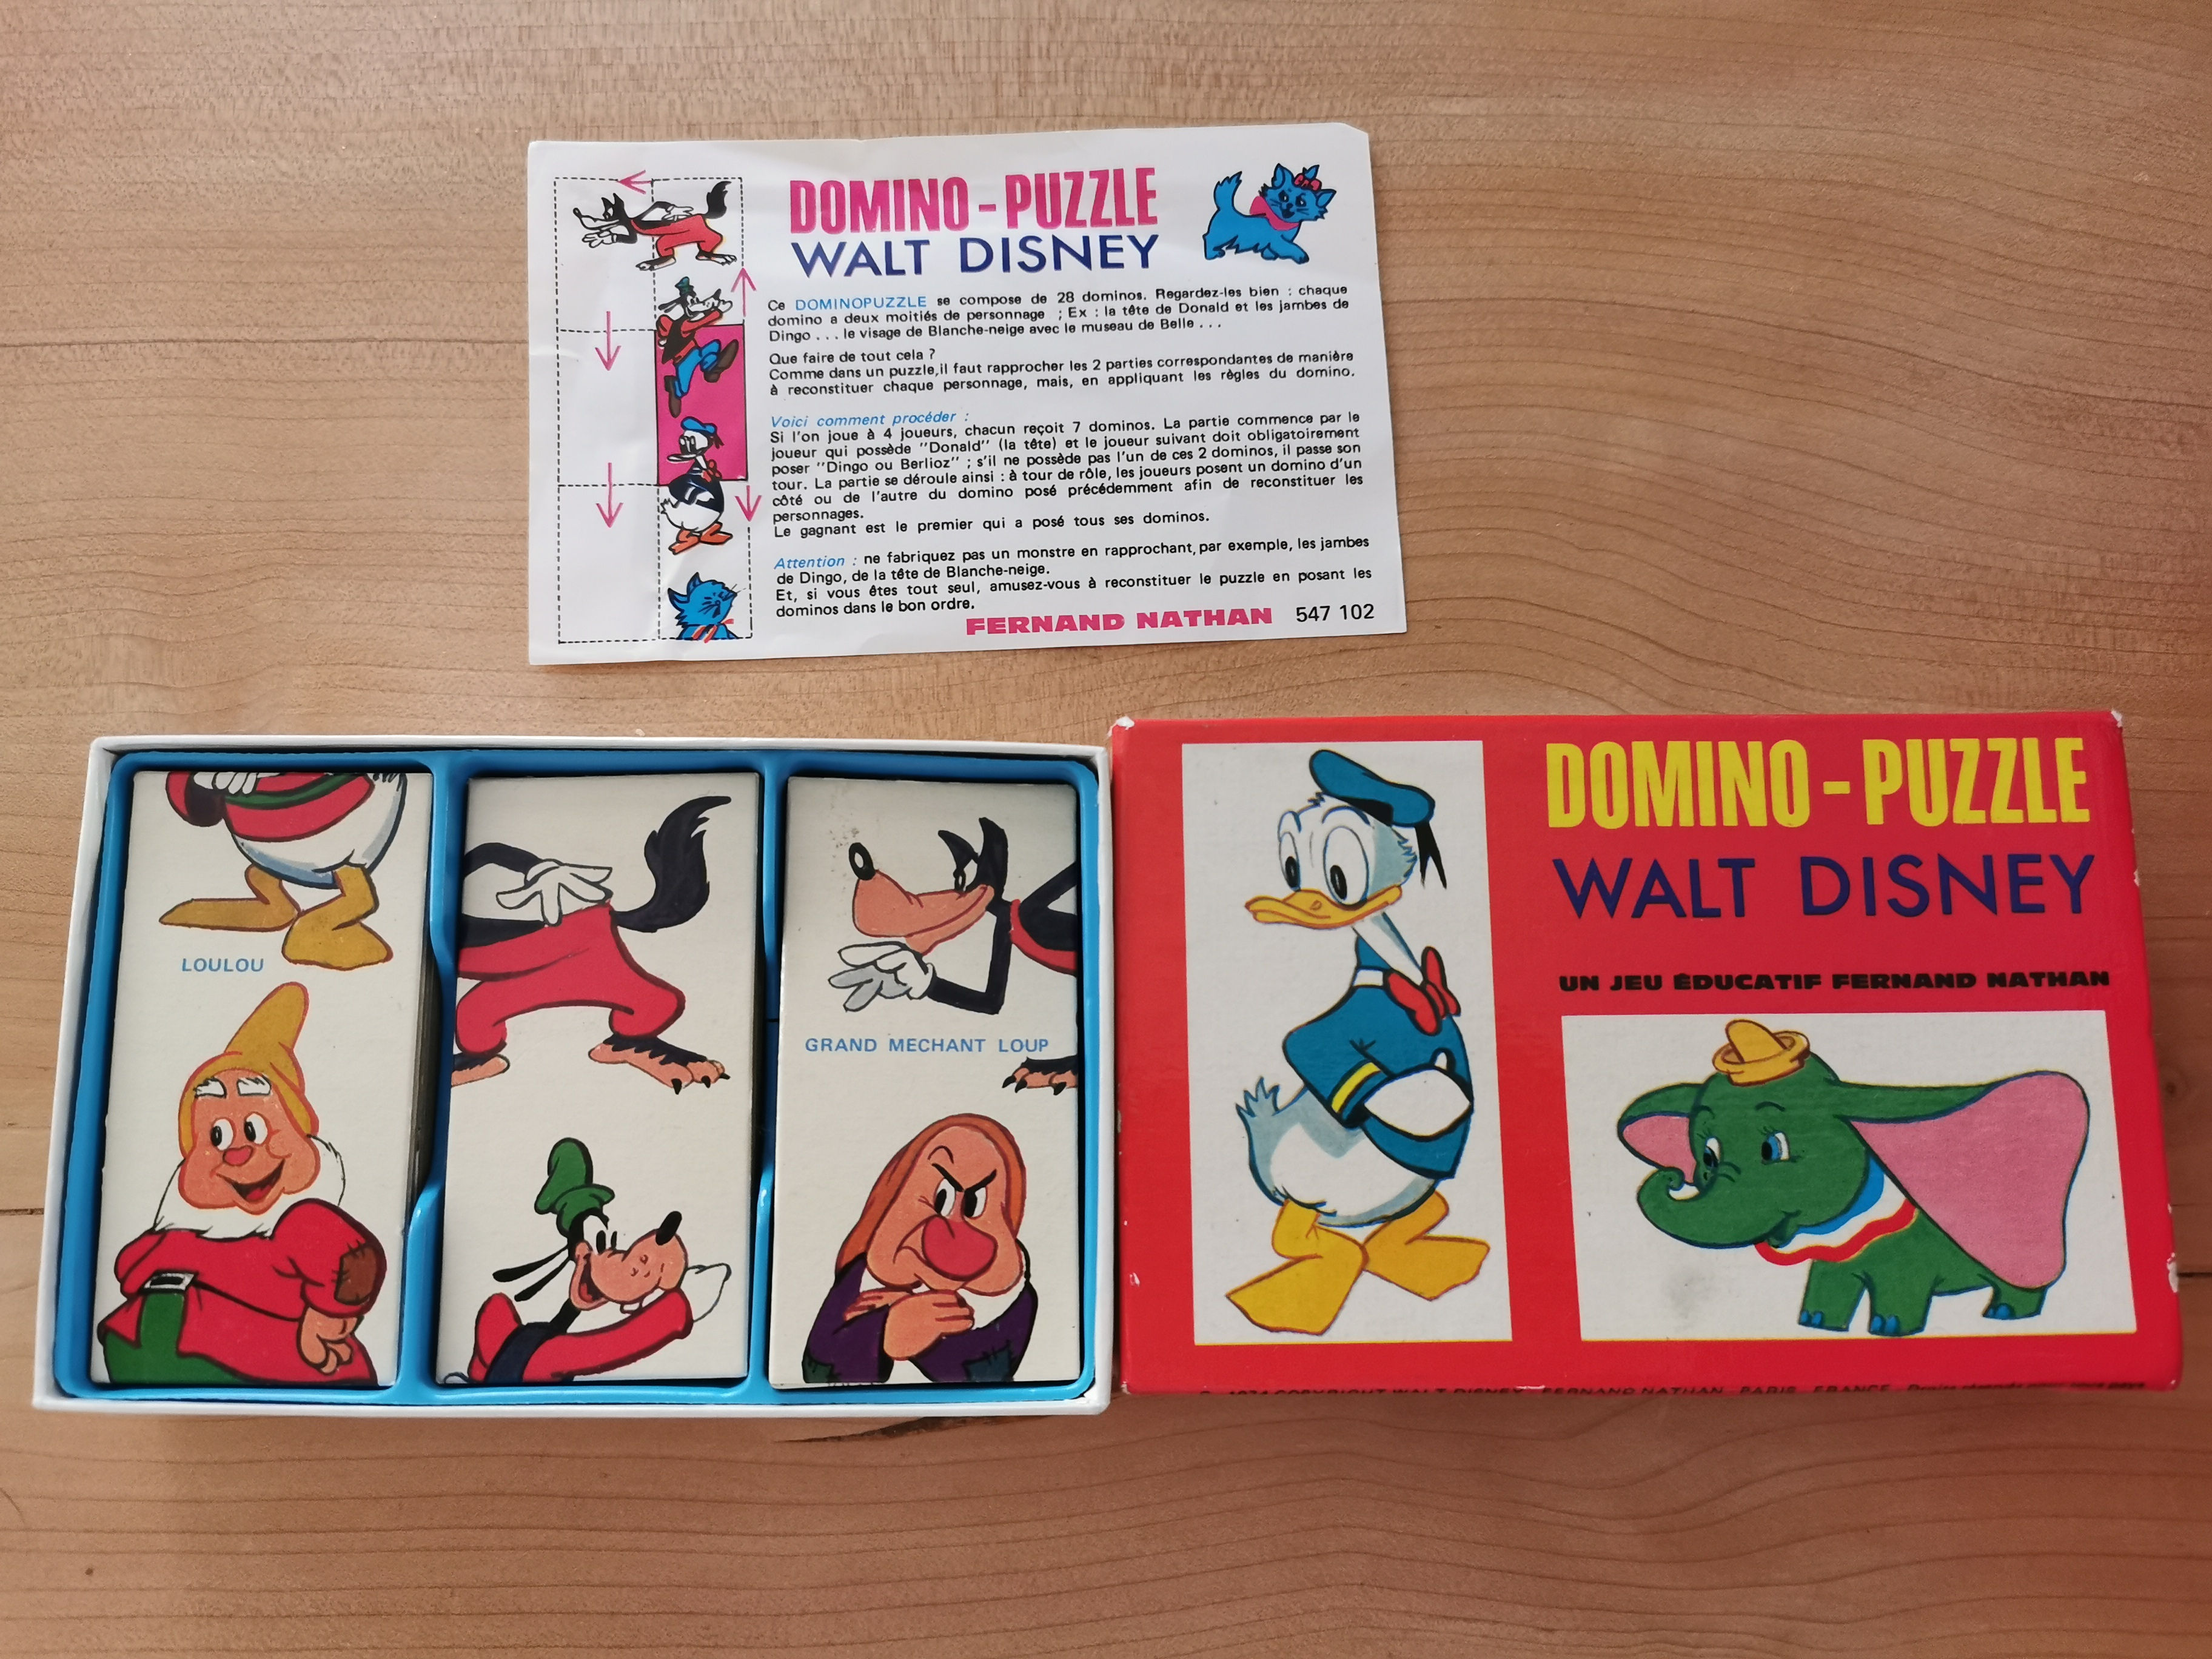 DOMINO - PUZZLE
WALT DISNEY
Ce DOMINOPUZZLE se compose de 28 dominos. Regardez-les bien : chaque
domino a deux moitiés de personnage ; Ex : la tête de Donald et les jambes de
Dingo . . . le visage de Blanche-neige avec le museau de Belle . . .
Que faire de tout cela ?
Comme dans un puzzle,il faut rapprocher les 2 parties correspondantes de manière
à reconstituer chaque personnage, mais, en appliquant les règles du domino.
Voici comment procéder :
Si l'on joue à 4 joueurs, chacun reçoit 7 dominos. La partie commence par le
joueur qui possède "Donald" (la tête) et le joueur suivant doit obligatoirement
poser "Dingo ou Berlioz" ; s'il ne possède pas l'un de ces 2 dominos, il passe son
tour. La partie se déroule ainsi : à tour de rôle, les joueurs posent un domino d'un
côté ou de l'autre du domino posé précédemment afin de reconstituer les
personnages.
Le gagnant est le premier qui a posé tous ses dominos.
Attention : ne fabriquez pas un monstre en rapprochant, par exemple, les jambes
de Dingo, de la tête de Blanche-neige.
Et, si vous êtes tout seul, amusez-vous à reconstituer le puzzle en posant les
dominos dans le bon ordre.
FERNAND NATHAN 547 102
LOULOU
GRAND MECHANT LOUP
DOMINO - PUZZLE
WALT DISNEY
UN JEU ÉDUCATIF FERNAND NATHAN
COPYRIGHT WALT DISNEY FERNAND NATHAN PARIS FRANCE